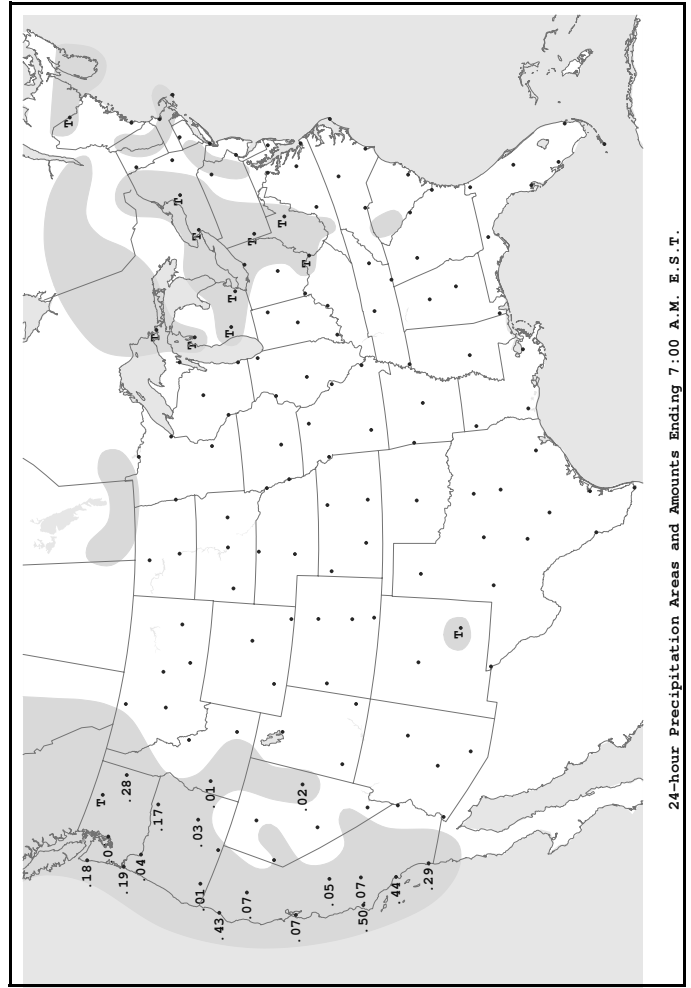 T
.18
T
0
.19
.28
.04
T
.17
T
T
T
.03
.01
.01
.43
T
T
.07
T
T
.07
.02
T
.05
.07
.50
.44
.29
T
24-hour Precipitation Areas and Amounts Ending 7:00 A.M. E.S.T.